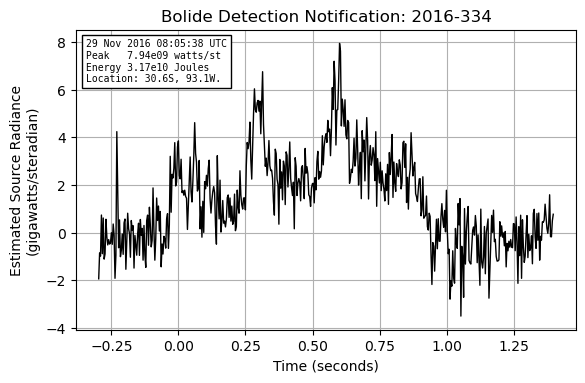 Bolide Detection Notification: 2016-334
29 Nov 2016 08:05:38 UTC
Peak   7.94e09 watts/st
Energy 3.17e10 Joules
Location: 30.6S, 93.1W.
Estimated Source Radiance
(gigawatts/steradian)
8
6
4
2
0
−2
−4
−0.25 0.00 0.25 0.50 0.75 1.00 1.25
Time (seconds)